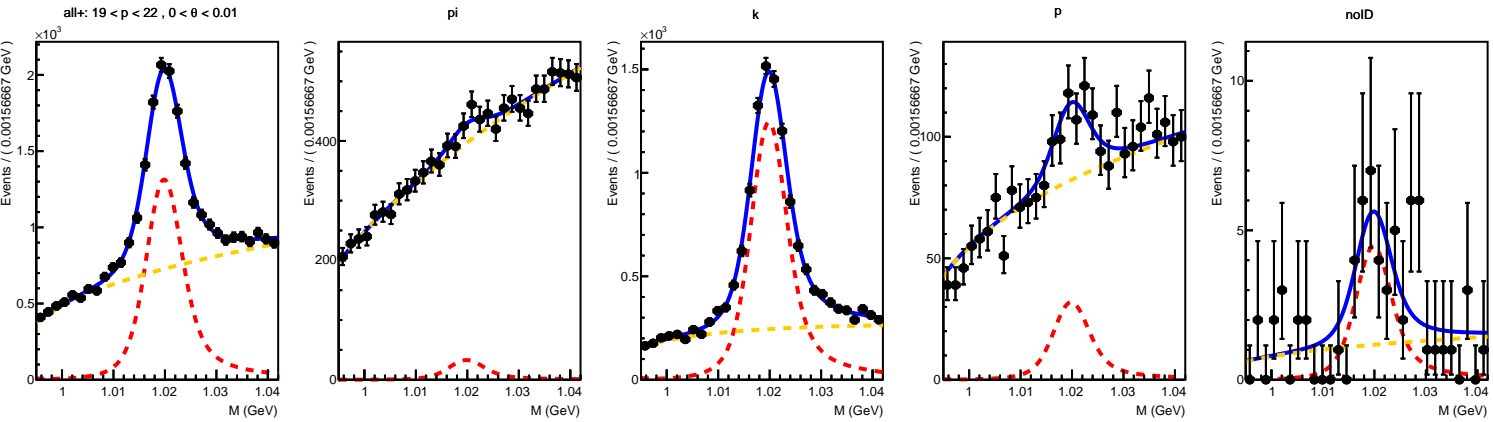 all+: 19 < p < 22 , 0 < θ < 0.01
×10³
Events / ( 0.00156667 GeV )
2
1.5
1
0.5
0
1 1.01 1.02 1.03 1.04
M (GeV)
pi
Events / ( 0.00156667 GeV )
400
200
0
1 1.01 1.02 1.03 1.04
M (GeV)
k
×10³
Events / ( 0.00156667 GeV )
1.5
1
0.5
0
1 1.01 1.02 1.03 1.04
M (GeV)
p
Events / ( 0.00156667 GeV )
100
50
0
1 1.01 1.02 1.03 1.04
M (GeV)
noID
Events / ( 0.00156667 GeV )
10
5
0
1 1.01 1.02 1.03 1.04
M (GeV)